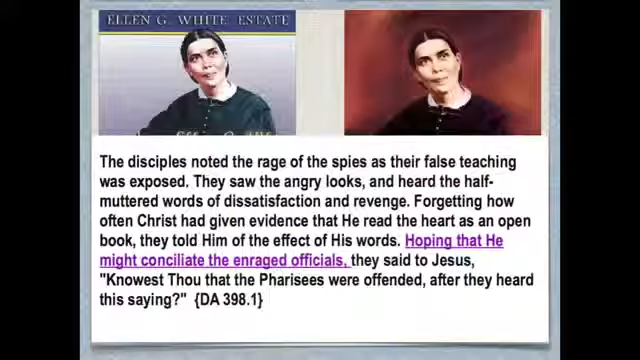 ELLEN G. WHITE ESTATE
The disciples noted the rage of the spies as their false teaching
was exposed. They saw the angry looks, and heard the half-
muttered words of dissatisfaction and revenge. Forgetting how
often Christ had given evidence that He read the heart as an open
book, they told Him of the effect of His words. Hoping that He
might conciliate the enraged officials, they said to Jesus,
"Knowest Thou that the Pharisees were offended, after they heard
this saying?" {DA 398.1}